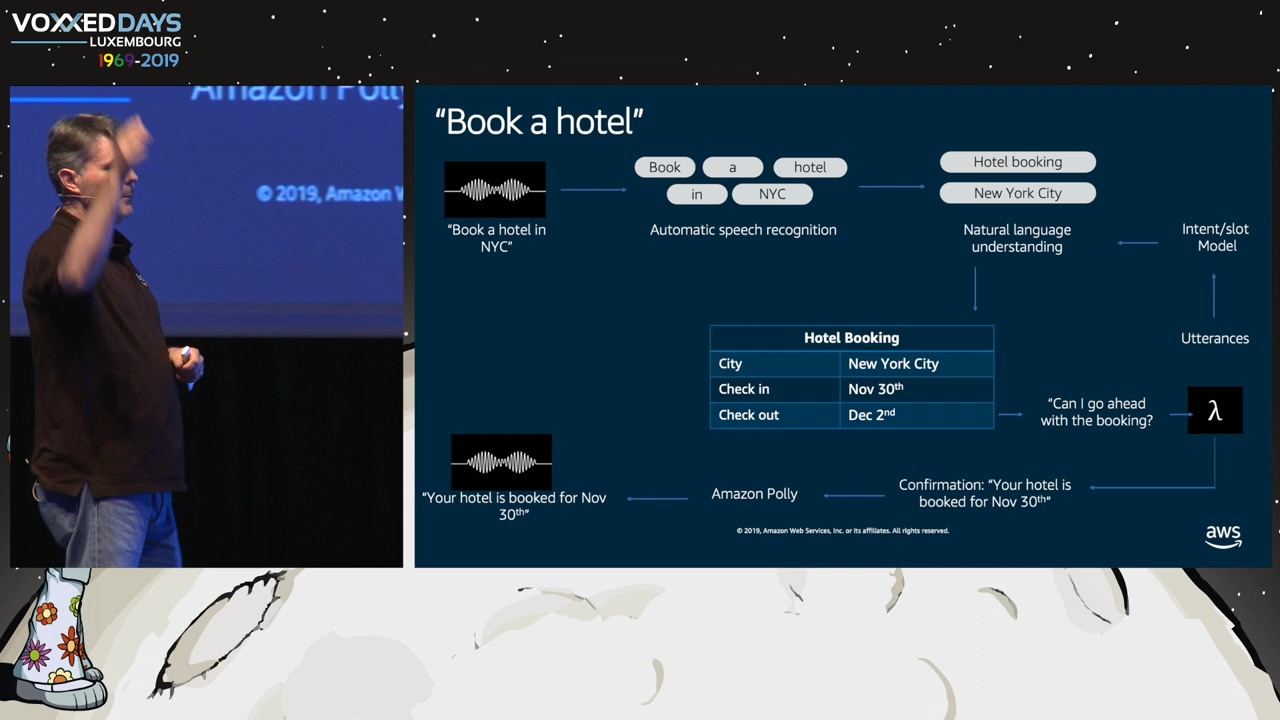 VOXXEDDAYS
LUXEMBOURG
1969-2019
Amazon Polly
© 2019, Amazon W
"Book a hotel"
Book a hotel
in NYC
Hotel booking
New York City
"Book a hotel in
NYC"
Automatic speech recognition
Natural language
understanding
Intent/slot
Model
Utterances
Hotel Booking
City New York City
Check in Nov 30th
Check out Dec 2nd
"Can I go ahead
with the booking?
λ
"Your hotel is booked for Nov
30th"
Amazon Polly
Confirmation: "Your hotel is
booked for Nov 30th"
© 2019, Amazon Web Services, Inc. or its affiliates. All rights reserved.
aws